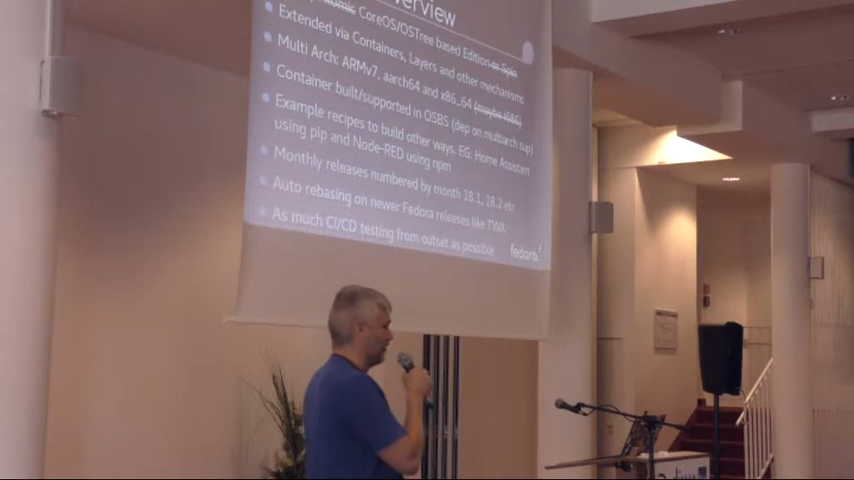 Overview
CoreOS/OSTree based Edition or Spin
Extended via Containers, Layers and other mechanisms
Multi Arch: ARMv7, aarch64 and x86_64 (maybe i686)
Container built/supported in OSBS (dep on multiarch sup)
Example recipes to build other ways. EG: Home Assistant
using pip and Node-RED using npm
Monthly releases numbered by month 18.1, 18.2 etc
Auto rebasing on newer Fedora releases like TWA
As much CI/CD testing from outset as possible
fedora